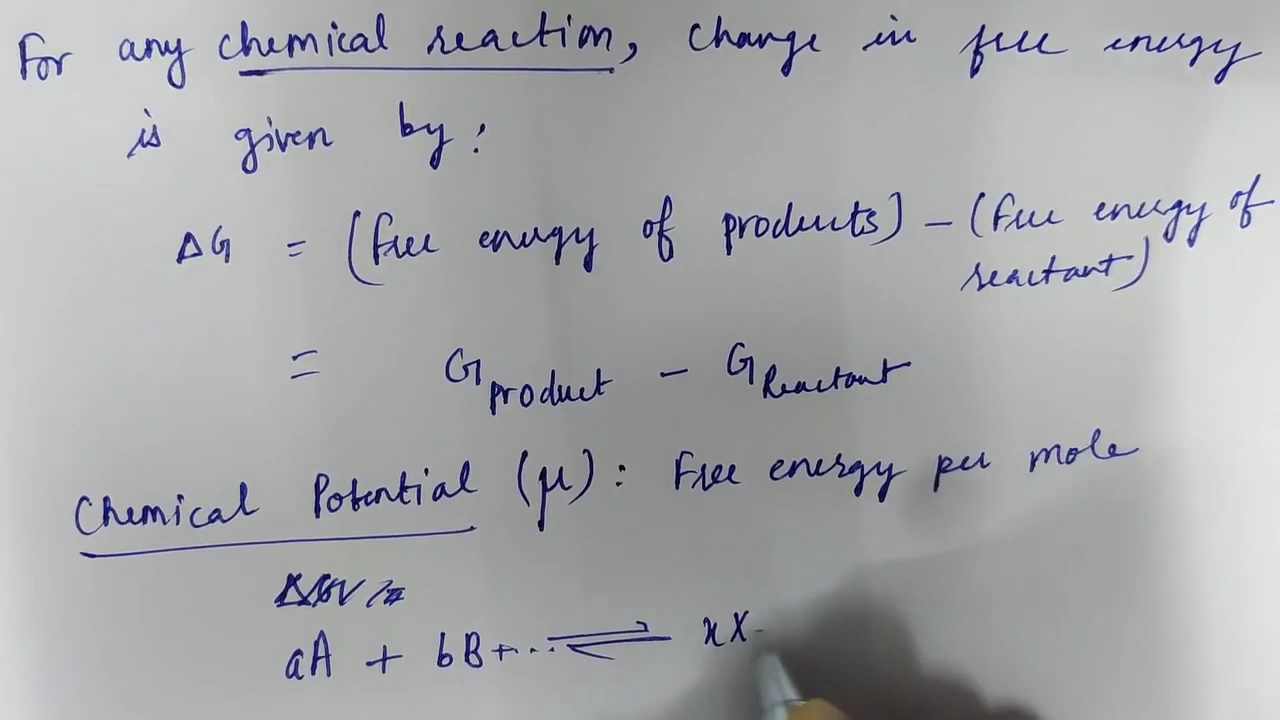 For any chemical reaction, change in free energy
is given by:
ΔG = (free energy of products) - (free energy of
reactant)
= G product - G Reactant
Chemical Potential (μ): Free energy per mole
aA + bB + ... ⇌ xX -